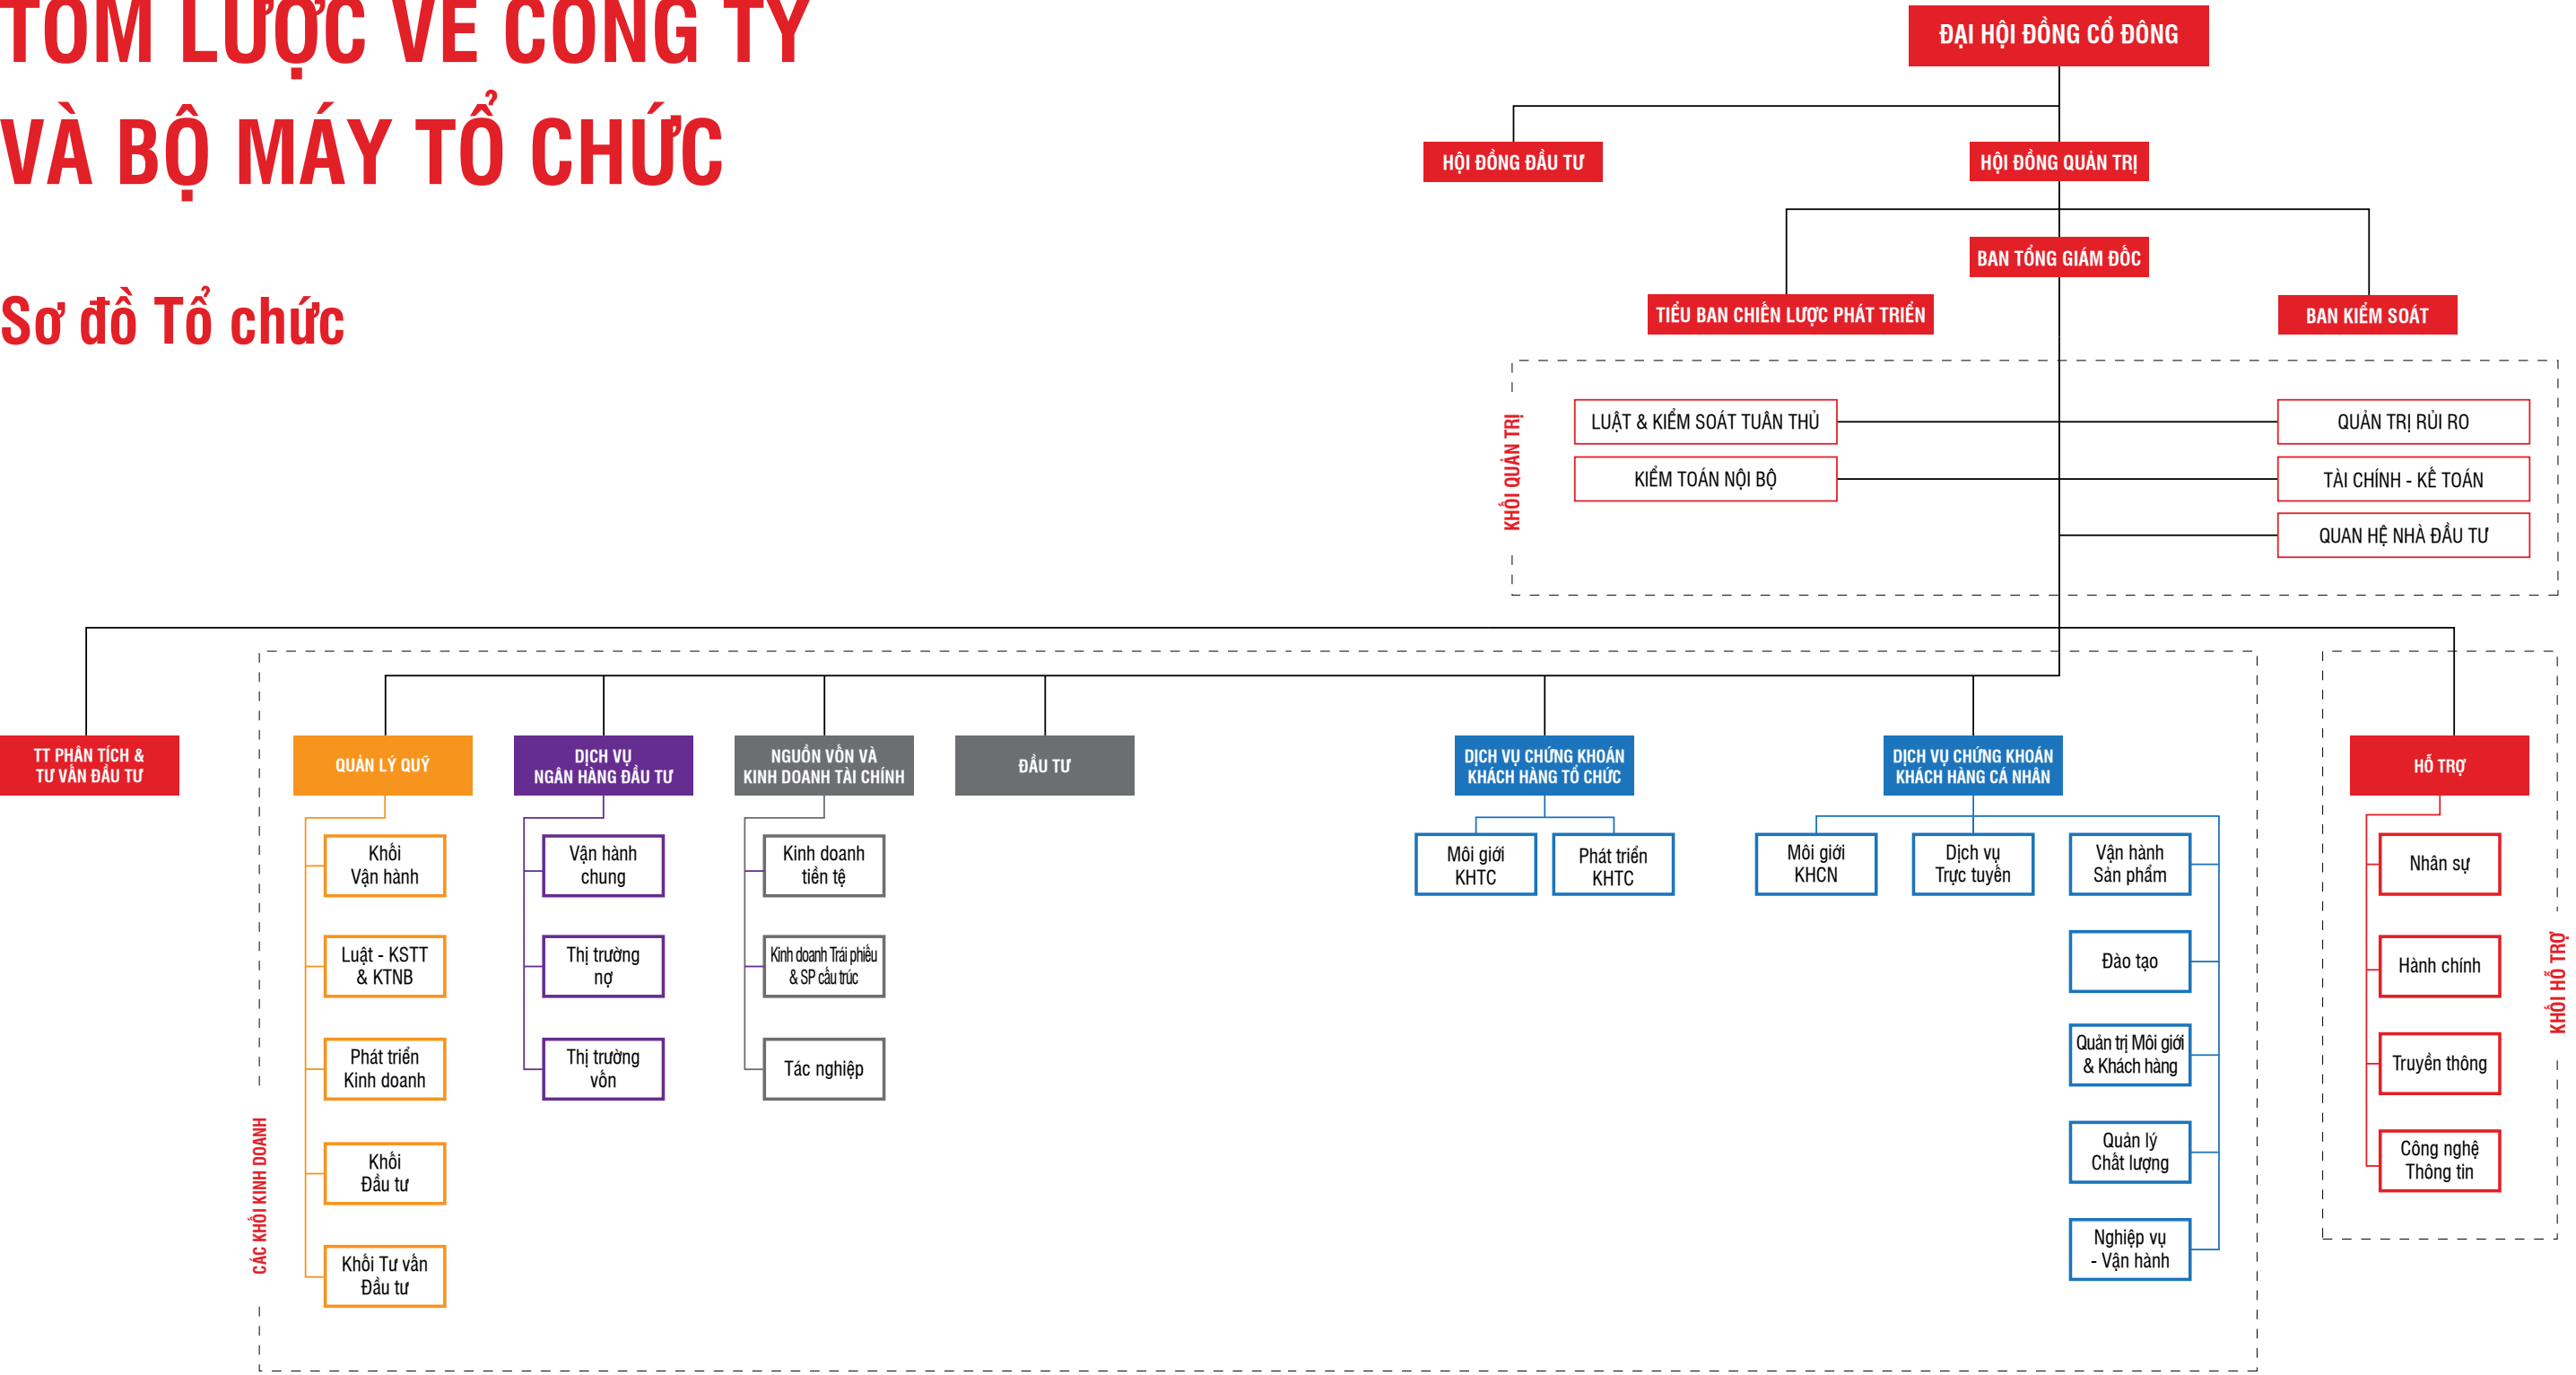 TÓM LƯỢC VỀ CÔNG TY
VÀ BỘ MÁY TỔ CHỨC
Sơ đồ Tổ chức
ĐẠI HỘI ĐỒNG CỔ ĐÔNG
HỘI ĐỒNG ĐẦU TƯ
HỘI ĐỒNG QUẢN TRỊ
BAN TỔNG GIÁM ĐỐC
TIỂU BAN CHIẾN LƯỢC PHÁT TRIỂN
BAN KIỂM SOÁT
KHỐI QUẢN TRỊ
LUẬT & KIỂM SOÁT TUÂN THỦ
QUẢN TRỊ RỦI RO
KIỂM TOÁN NỘI BỘ
TÀI CHÍNH - KẾ TOÁN
QUAN HỆ NHÀ ĐẦU TƯ
TT PHÂN TÍCH &
TƯ VẤN ĐẦU TƯ
CÁC KHỐI KINH DOANH
QUẢN LÝ QUỸ
Khối
Vận hành
Luật - KSTT
& KTNB
Phát triển
Kinh doanh
Khối
Đầu tư
Khối Tư vấn
Đầu tư
DỊCH VỤ
NGÂN HÀNG ĐẦU TƯ
Vận hành
chung
Thị trường
nợ
Thị trường
vốn
NGUỒN VỐN VÀ
KINH DOANH TÀI CHÍNH
Kinh doanh
tiền tệ
Kinh doanh Trái phiếu
& SP cấu trúc
Tác nghiệp
ĐẦU TƯ
DỊCH VỤ CHỨNG KHOÁN
KHÁCH HÀNG TỔ CHỨC
Môi giới
KHTC
Phát triển
KHTC
DỊCH VỤ CHỨNG KHOÁN
KHÁCH HÀNG CÁ NHÂN
Môi giới
KHCN
Dịch vụ
Trực tuyến
Vận hành
Sản phẩm
Đào tạo
Quản trị Môi giới
& Khách hàng
Quản lý
Chất lượng
Nghiệp vụ
- Vận hành
HỖ TRỢ
Nhân sự
Hành chính
Truyền thông
Công nghệ
Thông tin
KHỐI HỖ TRỢ